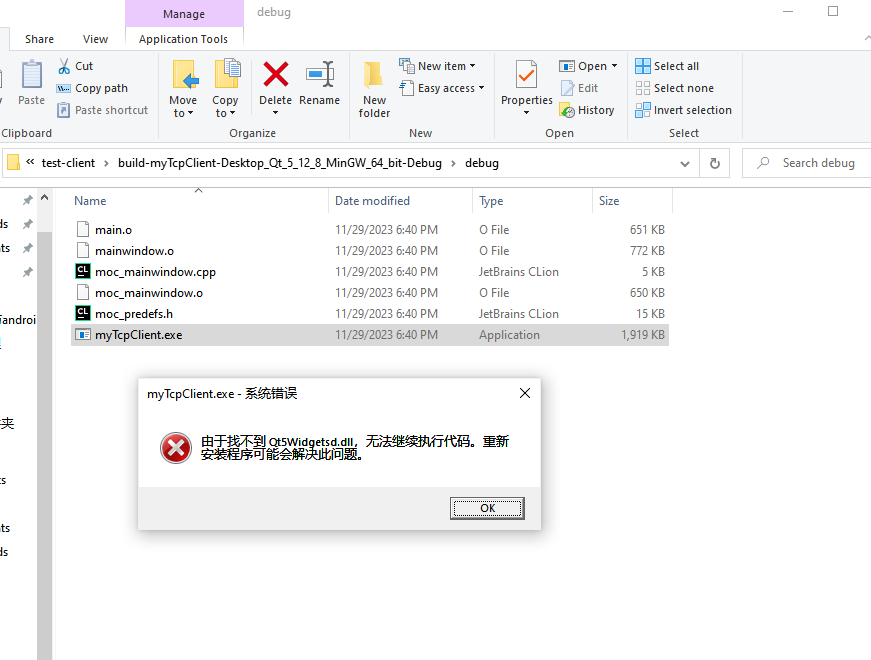 Manage
debug
Share
View
Application Tools
Paste
Cut
Copy path
Paste shortcut
Clipboard
Move to
Copy to
Delete
Rename
Organize
New folder
New item
Easy access
New
Properties
Open
Edit
History
Open
Select all
Select none
Invert selection
Select
« test-client › build-myTcpClient-Desktop_Qt_5_12_8_MinGW_64_bit-Debug › debug
Search debug
Name Date modified Type Size
main.o 11/29/2023 6:40 PM O File 651 KB
mainwindow.o 11/29/2023 6:40 PM O File 772 KB
CL moc_mainwindow.cpp 11/29/2023 6:40 PM JetBrains CLion 5 KB
moc_mainwindow.o 11/29/2023 6:40 PM O File 650 KB
CL moc_predefs.h 11/29/2023 6:40 PM JetBrains CLion 15 KB
myTcpClient.exe 11/29/2023 6:40 PM Application 1,919 KB
ds
ts
androi
夹
ts
nts
ds
myTcpClient.exe - 系统错误
由于找不到 Qt5Widgetsd.dll，无法继续执行代码。重新
安装程序可能会解决此问题。
OK